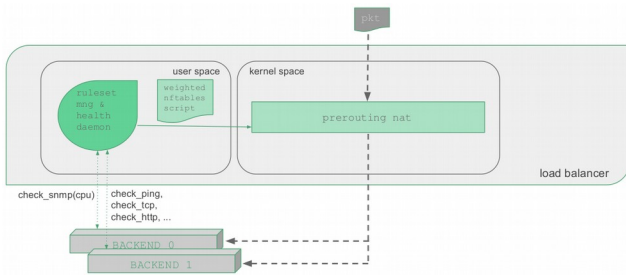 pkt
user space
kernel space
ruleset
mng &
health
daemon
weighted
nftables
script
prerouting nat
load balancer
check_snmp(cpu)
check_ping,
check_tcp,
check_http, ...
BACKEND 0
BACKEND 1